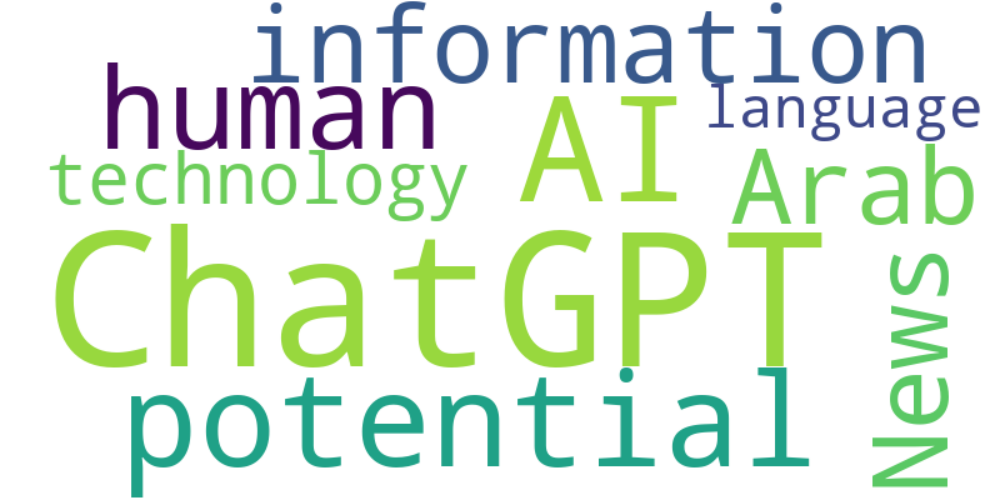 information
human
AI
language
technology
Arab
ChatGPT
News
potential